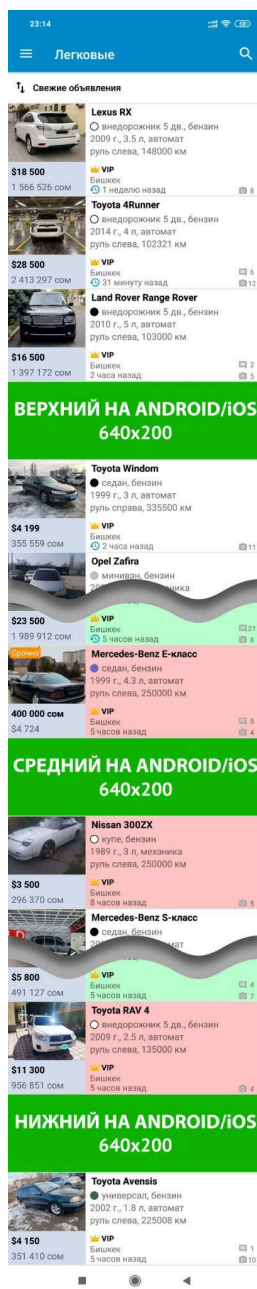 23:14
58
Легковые
Свежие объявления
Lexus RX
внедорожник 5 дв., бензин
2009 г., 3.5 л, автомат
руль слева, 148000 км
$18 500
VIP
Бишкек
1 566 526 сом
1 неделю назад
8
Toyota 4Runner
внедорожник 5 дв., бензин
2014 г., 4 л, автомат
руль слева, 102321 км
$28 500
VIP
Бишкек
6
2 413 297 сом
31 минуту назад
12
Land Rover Range Rover
внедорожник 5 дв., бензин
2010 г., 5 л, автомат
руль слева, 103000 км
$16 500
VIP
Бишкек
2
1 397 172 сом
2 часа назад
5
ВЕРХНИЙ НА ANDROID/iOS
640x200
Toyota Windom
седан, бензин
1999 г., 3 л, автомат
руль справа, 335500 км
$4 199
VIP
Бишкек
355 559 сом
2 часа назад
11
Opel Zafira
минивэн, бензин
$23 500
VIP
Бишкек
21
1 989 912 сом
5 часов назад
8
Срочно
Mercedes-Benz E-класс
седан, бензин
1999 г., 4.3 л, автомат
руль слева, 250000 км
400 000 сом
VIP
Бишкек
5
$4 724
5 часов назад
4
СРЕДНИЙ НА ANDROID/iOS
640x200
Nissan 300ZX
купе, бензин
1989 г., 3 л, механика
руль слева, 250000 км
$3 500
VIP
Бишкек
296 370 сом
8 часов назад
5
Mercedes-Benz S-класс
седан, бензин
$5 800
VIP
Бишкек
4
491 127 сом
5 часов назад
7
Toyota RAV 4
внедорожник 5 дв., бензин
2009 г., 2.5 л, автомат
руль слева, 135000 км
$11 300
VIP
Бишкек
956 851 сом
5 часов назад
4
НИЖНИЙ НА ANDROID/iOS
640x200
Toyota Avensis
универсал, бензин
2002 г., 1.8 л, автомат
руль слева, 225008 км
$4 150
VIP
Бишкек
1
351 410 сом
5 часов назад
10